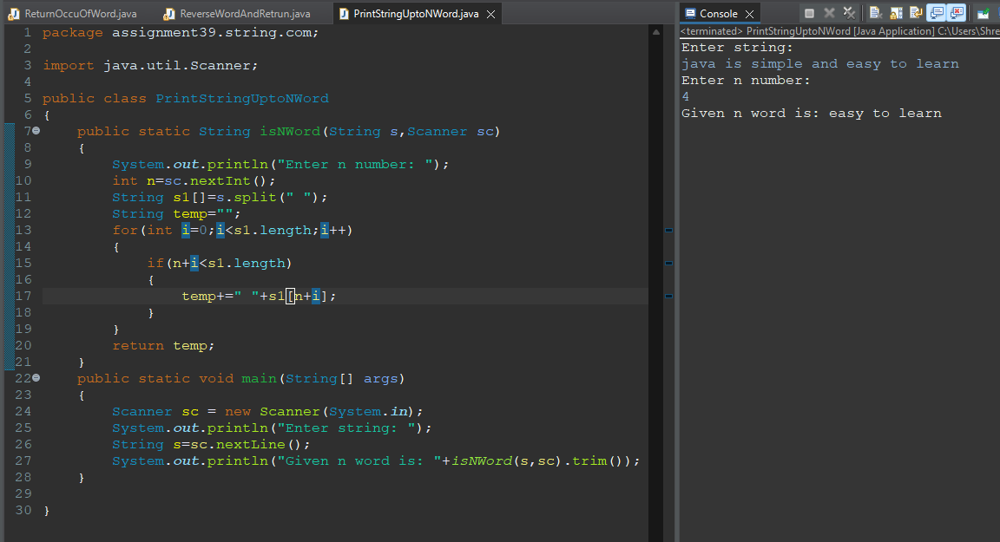 ReturnOccuOfWord.java ReverseWordAndRetrun.java PrintStringUptoNWord.java
1 package assignment39.string.com;
2
3 import java.util.Scanner;
4
5 public class PrintStringUptoNWord
6 {
7 public static String isNWord(String s,Scanner sc)
8 {
9 System.out.println("Enter n number: ");
10 int n=sc.nextInt();
11 String s1[]=s.split(" ");
12 String temp="";
13 for(int i=0;i<s1.length;i++)
14 {
15 if(n+i<s1.length)
16 {
17 temp+=" "+s1[n+i];
18 }
19 }
20 return temp;
21 }
22 public static void main(String[] args)
23 {
24 Scanner sc = new Scanner(System.in);
25 System.out.println("Enter string: ");
26 String s=sc.nextLine();
27 System.out.println("Given n word is: "+isNWord(s,sc).trim());
28 }
29
30 }
Console
<terminated> PrintStringUptoNWord [Java Application] C:\Users\Shre
Enter string:
java is simple and easy to learn
Enter n number:
4
Given n word is: easy to learn